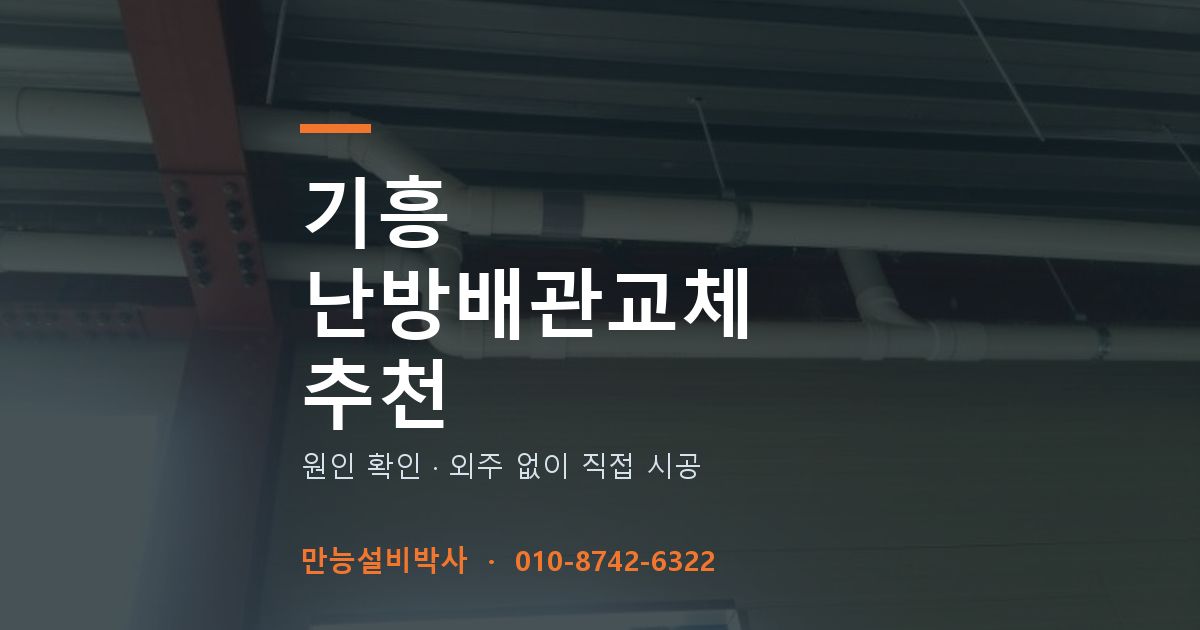 기흥
난방배관교체
추천
원인 확인 · 외주 없이 직접 시공
만능설비박사 · 010-8742-6322